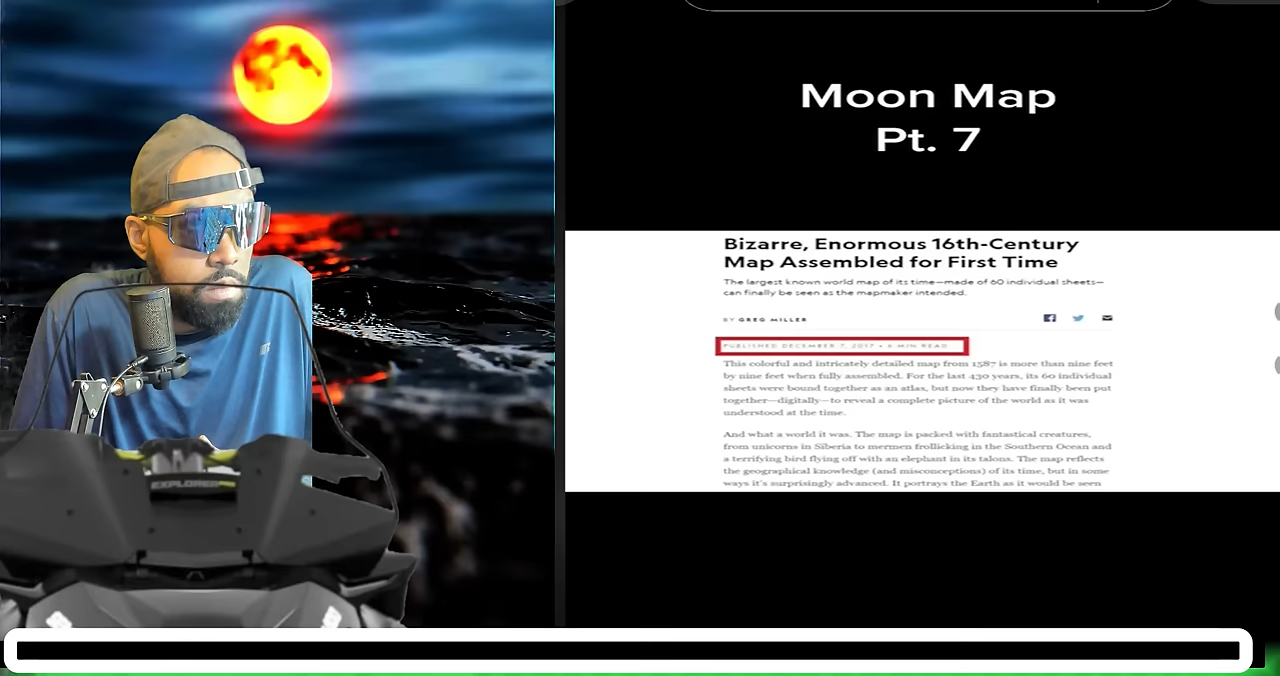 Moon Map
Pt. 7
Bizarre, Enormous 16th-Century
Map Assembled for First Time
The largest known world map of its time—made of 60 individual sheets—
can finally be seen as the mapmaker intended.
BY GREG MILLER
PUBLISHED DECEMBER 7, 2017 • 6 MIN READ
This colorful and intricately detailed map from 1587 is more than nine feet
by nine feet when fully assembled. For the last 430 years, its 60 individual
sheets were bound together as an atlas, but now they have finally been put
together—digitally—to reveal a complete picture of the world as it was
understood at the time.
And what a world it was. The map is packed with fantastical creatures,
from unicorns in Siberia to mermen frollicking in the Southern Ocean and
a terrifying bird flying off with an elephant in its talons. The map reflects
the geographical knowledge (and misconceptions) of its time, but in some
ways it's surprisingly advanced. It portrays the Earth as it would be seen
EXPLORER